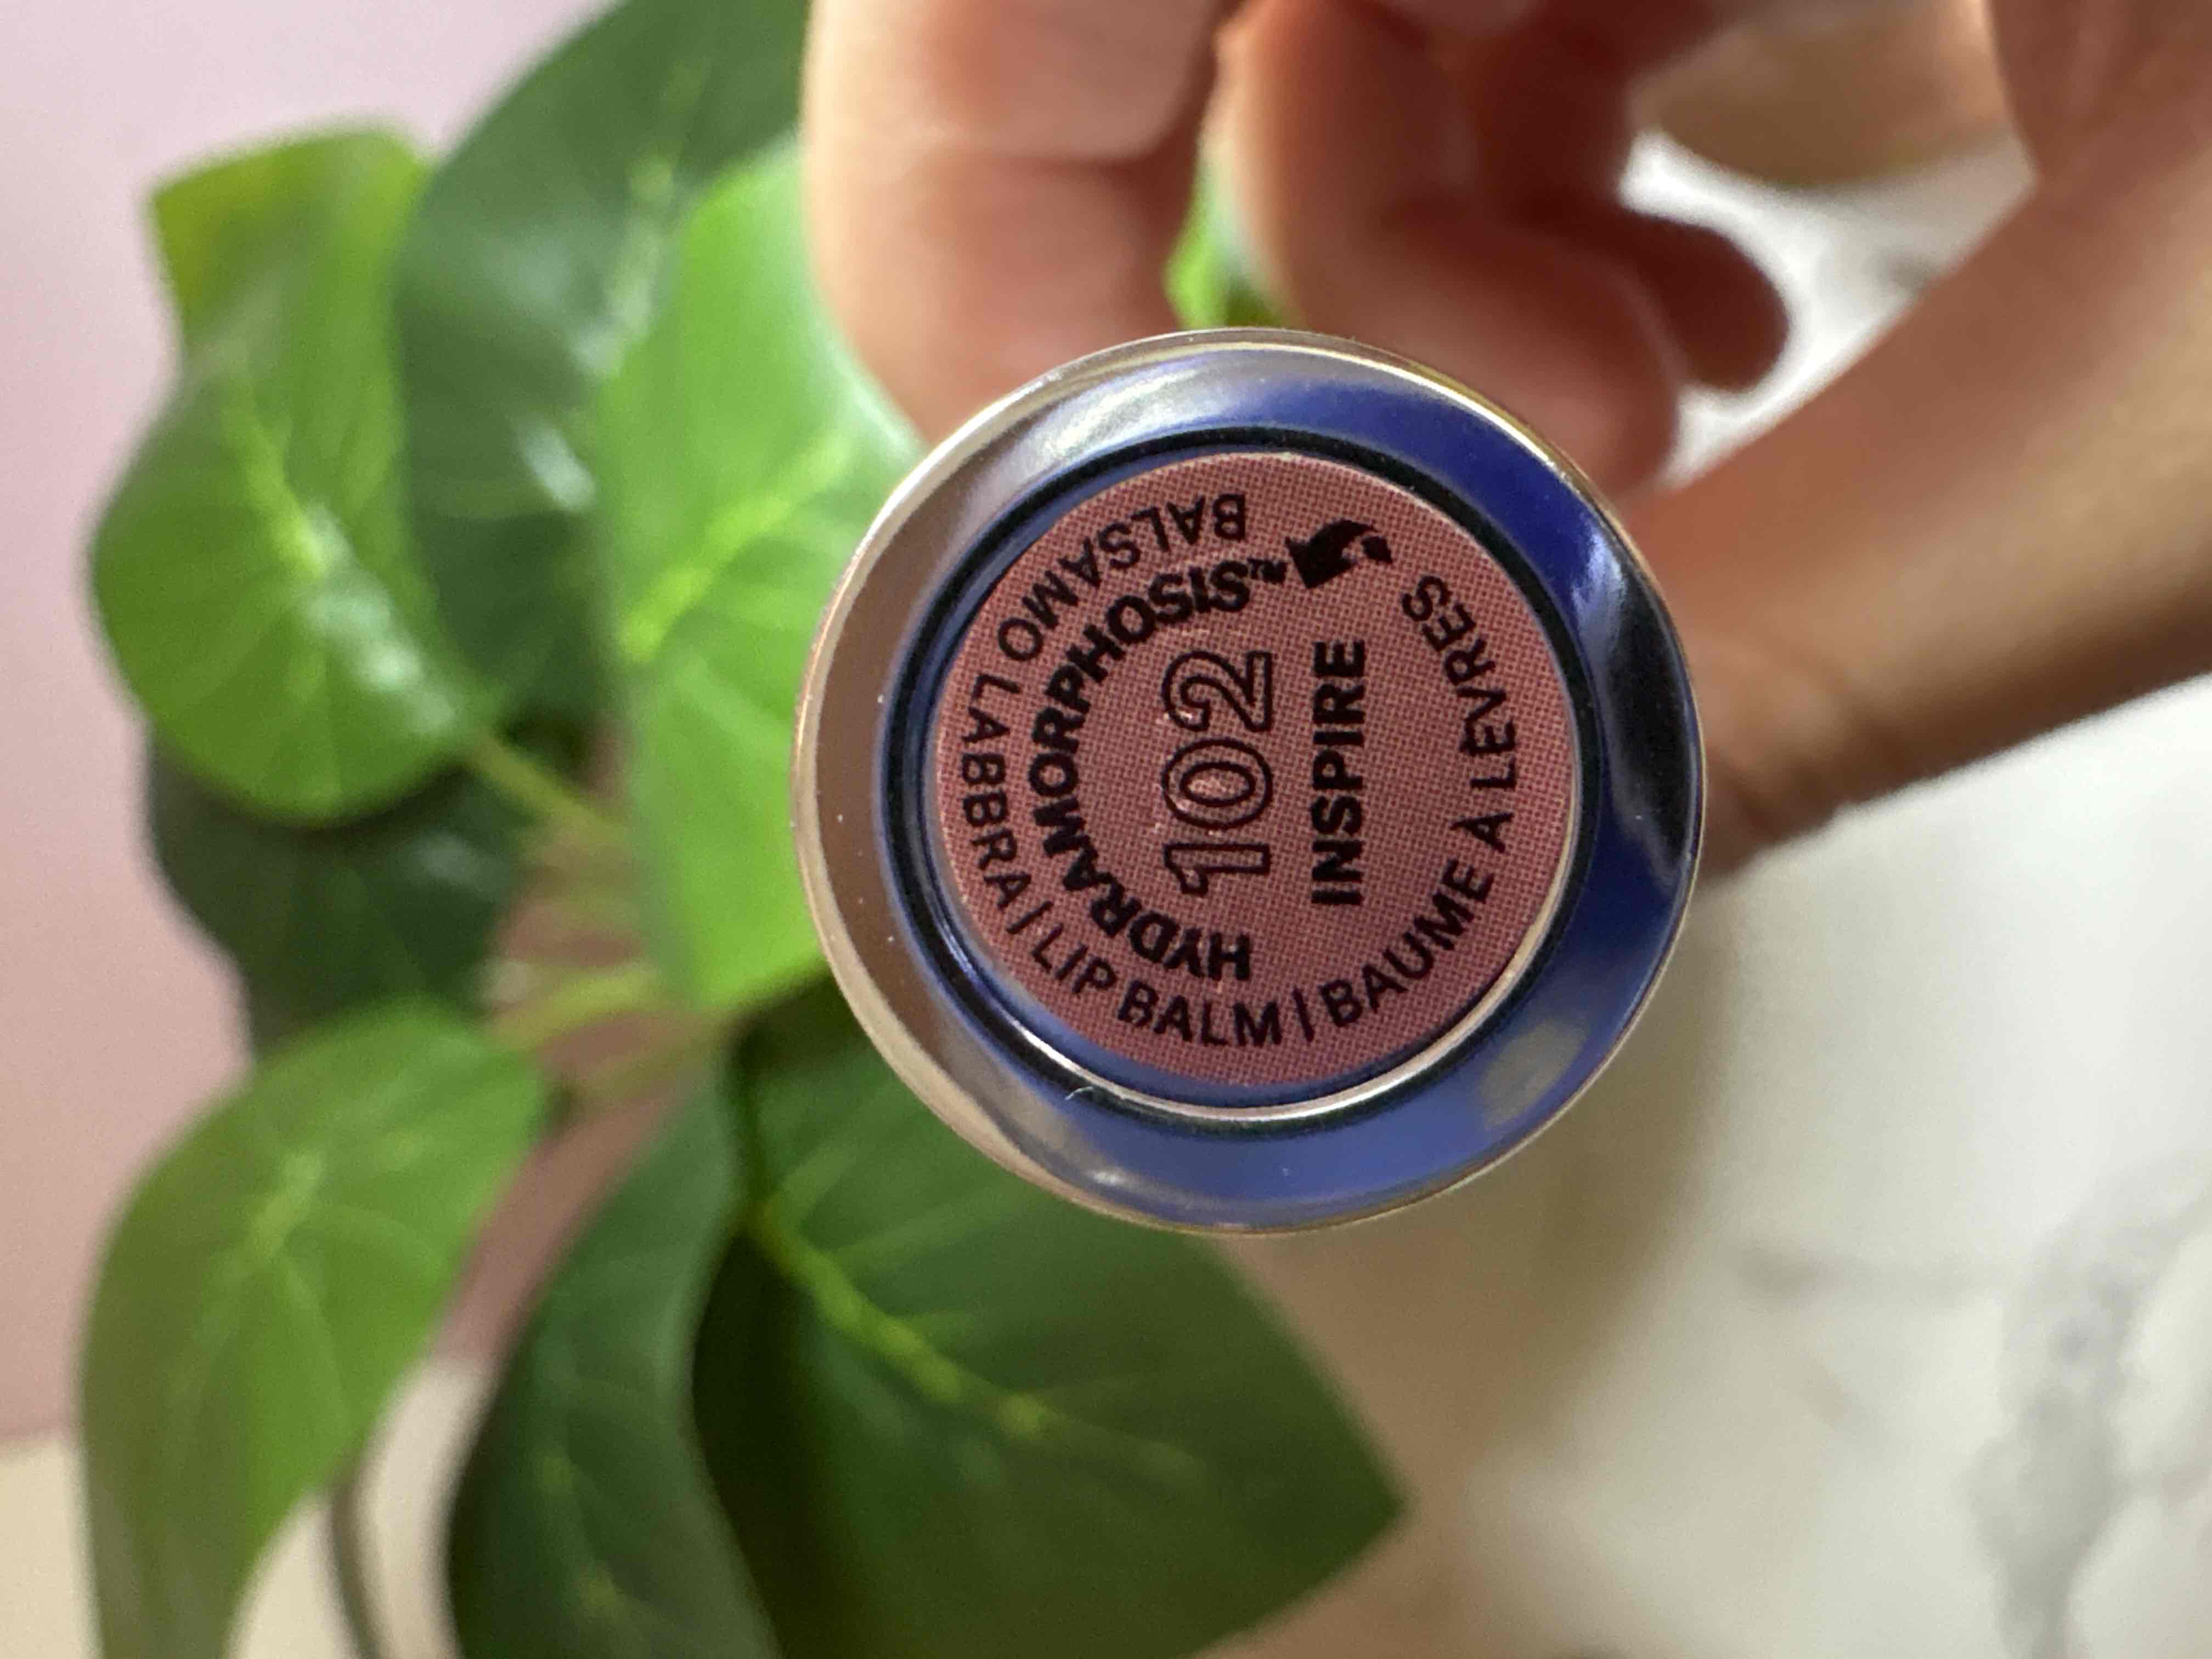 BALSAMO LABBRA | LIP BALM | BAUME À LEVRES
HYDRAMORPHOSIS™
102
INSPIRE